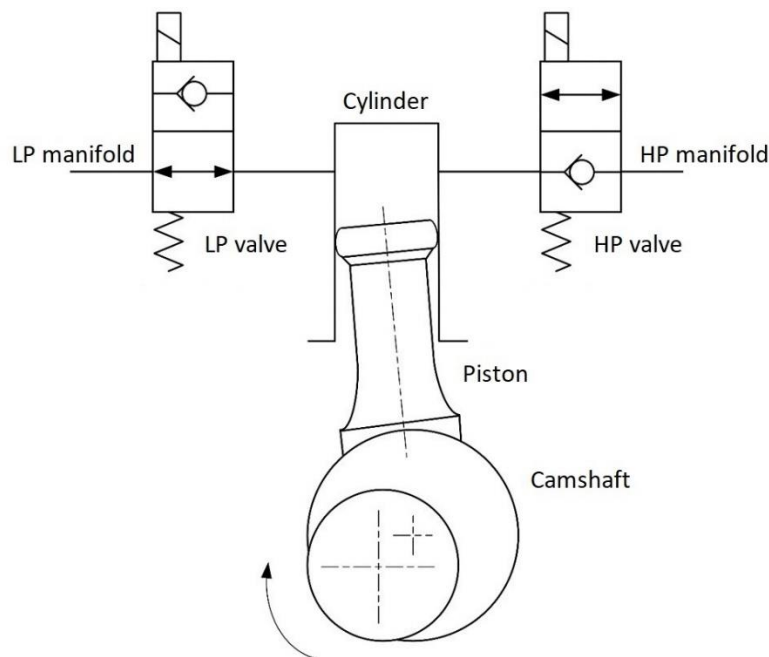 Cylinder
LP manifold
HP manifold
LP valve
HP valve
Piston
Camshaft